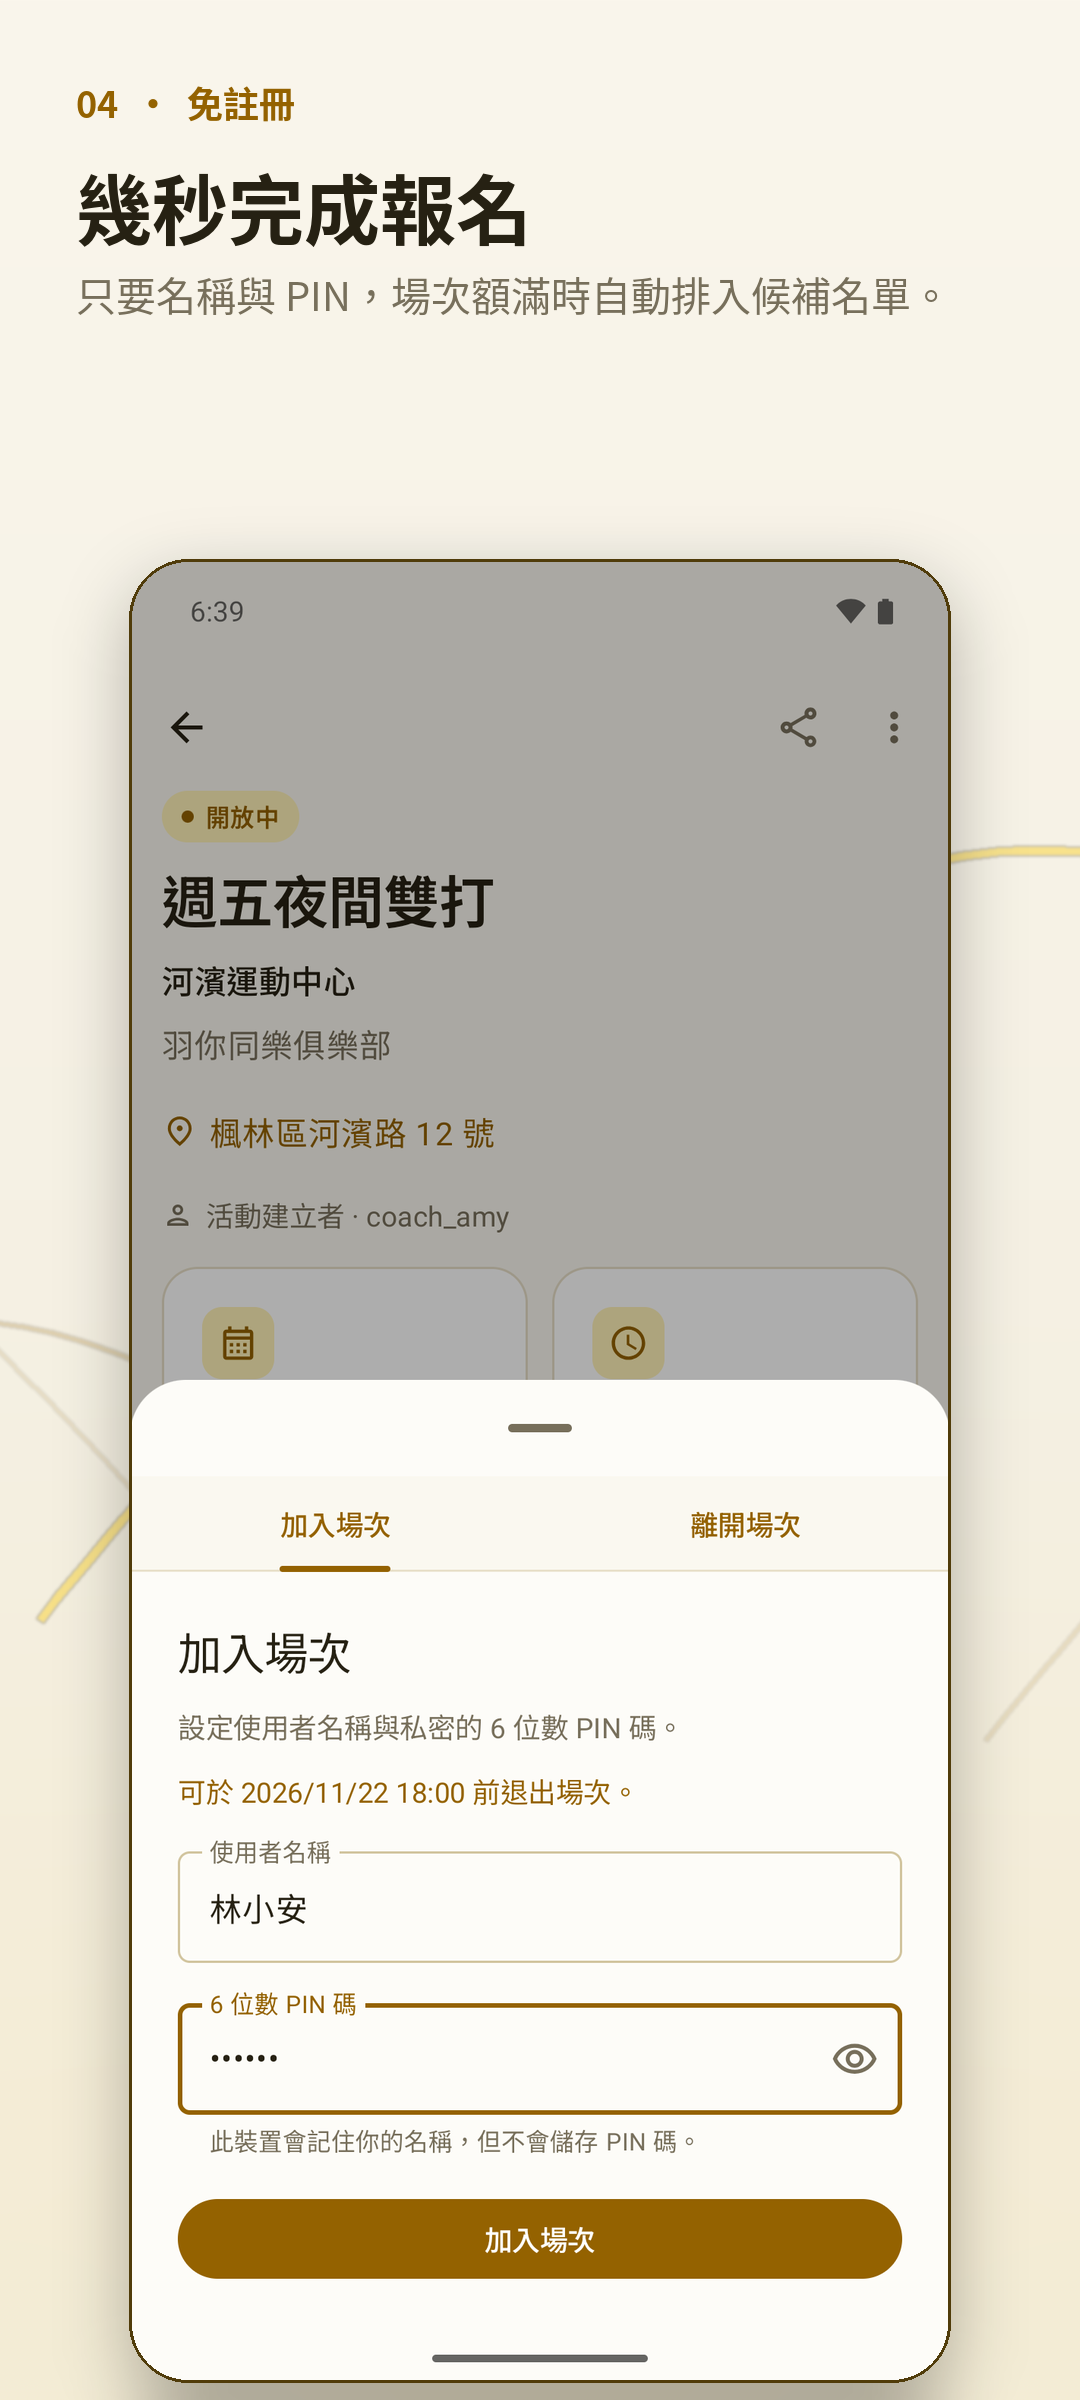 04 • 免註冊
幾秒完成報名
只要名稱與 PIN，場次額滿時自動排入候補名單。
6:39
開放中
週五夜間雙打
河濱運動中心
羽你同樂俱樂部
楓林區河濱路 12 號
活動建立者 · coach_amy
加入場次 離開場次
加入場次
設定使用者名稱與私密的 6 位數 PIN 碼。
可於 2026/11/22 18:00 前退出場次。
使用者名稱
林小安
6 位數 PIN 碼
••••••
此裝置會記住你的名稱，但不會儲存 PIN 碼。
加入場次